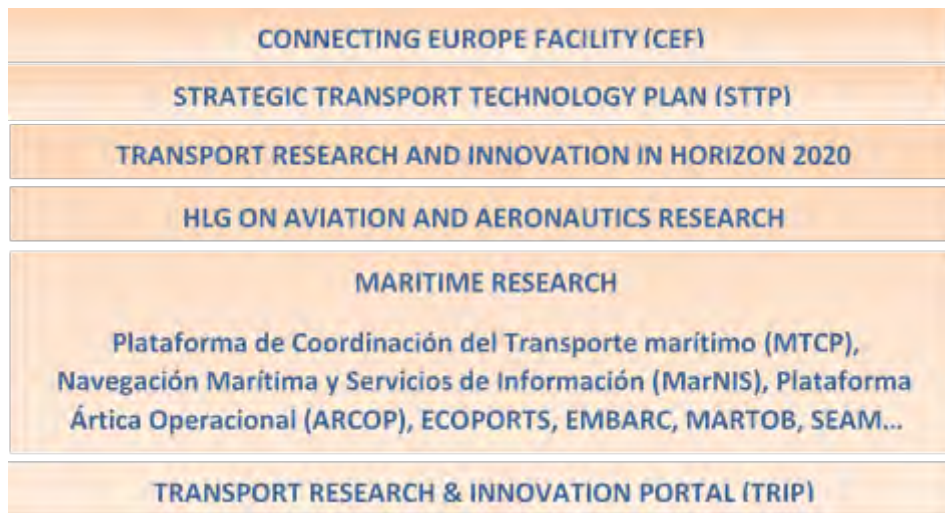 CONNECTING EUROPE FACILITY (CEF)
STRATEGIC TRANSPORT TECHNOLOGY PLAN (STTP)
TRANSPORT RESEARCH AND INNOVATION IN HORIZON 2020
HLG ON AVIATION AND AERONAUTICS RESEARCH
MARITIME RESEARCH
Plataforma de Coordinación del Transporte marítimo (MTCP),
Navegación Marítima y Servicios de Información (MarNIS), Plataforma
Ártica Operacional (ARCOP), ECOPORTS, EMBARC, MARTOB, SEAM...
TRANSPORT RESEARCH & INNOVATION PORTAL (TRIP)